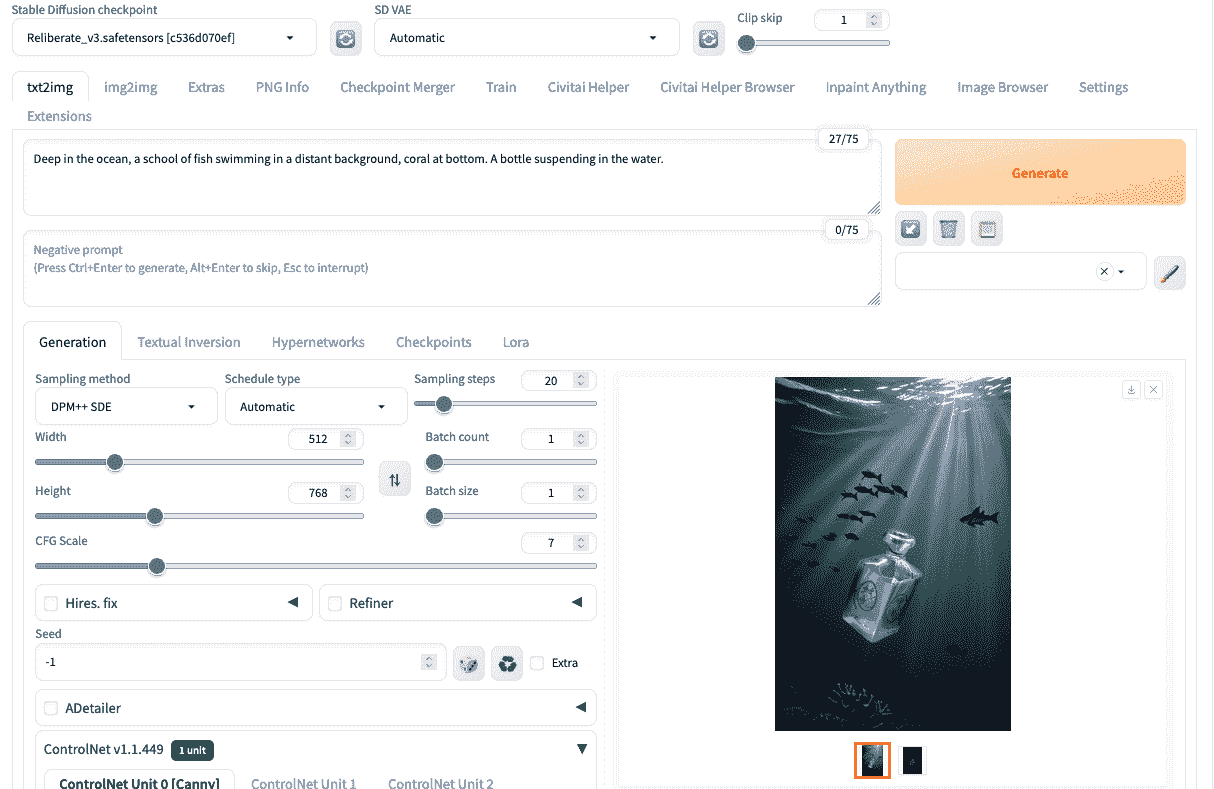 Stable Diffusion checkpoint
SD VAE
Clip skip
1
Reliberate_v3.safetensors [c536d070ef]
Automatic
txt2img
img2img
Extras
PNG Info
Checkpoint Merger
Train
Civitai Helper
Civitai Helper Browser
Inpaint Anything
Image Browser
Settings
Extensions
27/75
Deep in the ocean, a school of fish swimming in a distant background, coral at bottom. A bottle suspending in the water.
Generate
0/75
Negative prompt
(Press Ctrl+Enter to generate, Alt+Enter to skip, Esc to interrupt)
Generation
Textual Inversion
Hypernetworks
Checkpoints
Lora
Sampling method
Schedule type
Sampling steps
20
DPM++ SDE
Automatic
Width
512
Batch count
1
Height
768
Batch size
1
CFG Scale
7
Hires. fix
Refiner
Seed
-1
Extra
ADetailer
ControlNet v1.1.449
1 unit
ControlNet Unit 0 [Canny]
ControlNet Unit 1
ControlNet Unit 2